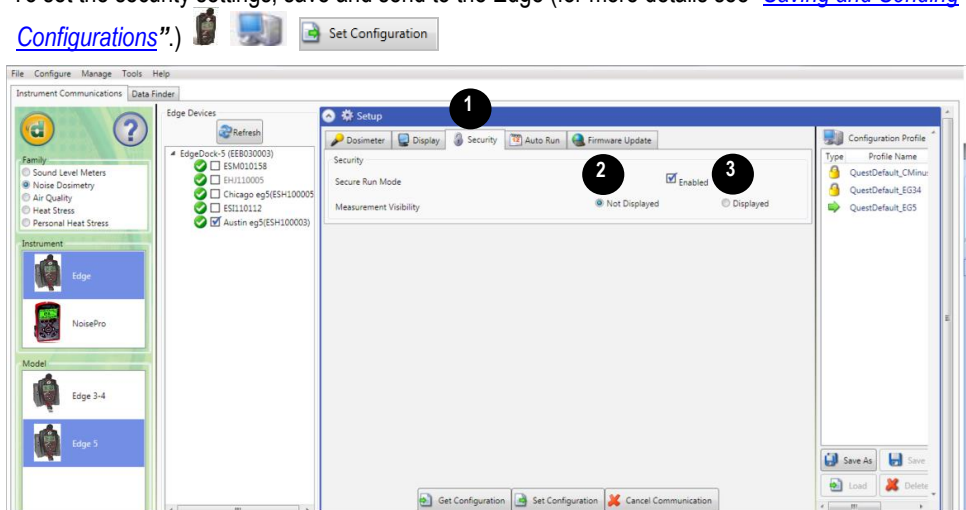 To set the security settings, save and send to the Edge (for more details see "Saving and Sending
Configurations".) Set Configuration
File Configure Manage Tools Help
Instrument Communications Data Finder
Family
Sound Level Meters
Noise Dosimetry
Air Quality
Heat Stress
Personal Heat Stress
Instrument
Edge
NoisePro
Model
Edge 3-4
Edge 5
Edge Devices
Refresh
EdgeDock-5 (EEB030003)
ESM010158
EHJ110005
Chicago eg5(ESH100005
ESI110112
Austin eg5(ESH100003)
1
Setup
Dosimeter Display Security Auto Run Firmware Update
Security
2 3
Secure Run Mode Enabled
Measurement Visibility Not Displayed Displayed
Get Configuration Set Configuration Cancel Communication
Configuration Profile
Type Profile Name
QuestDefault_CMinu
QuestDefault_EG34
QuestDefault_EG5
Save As Save
Load Delete